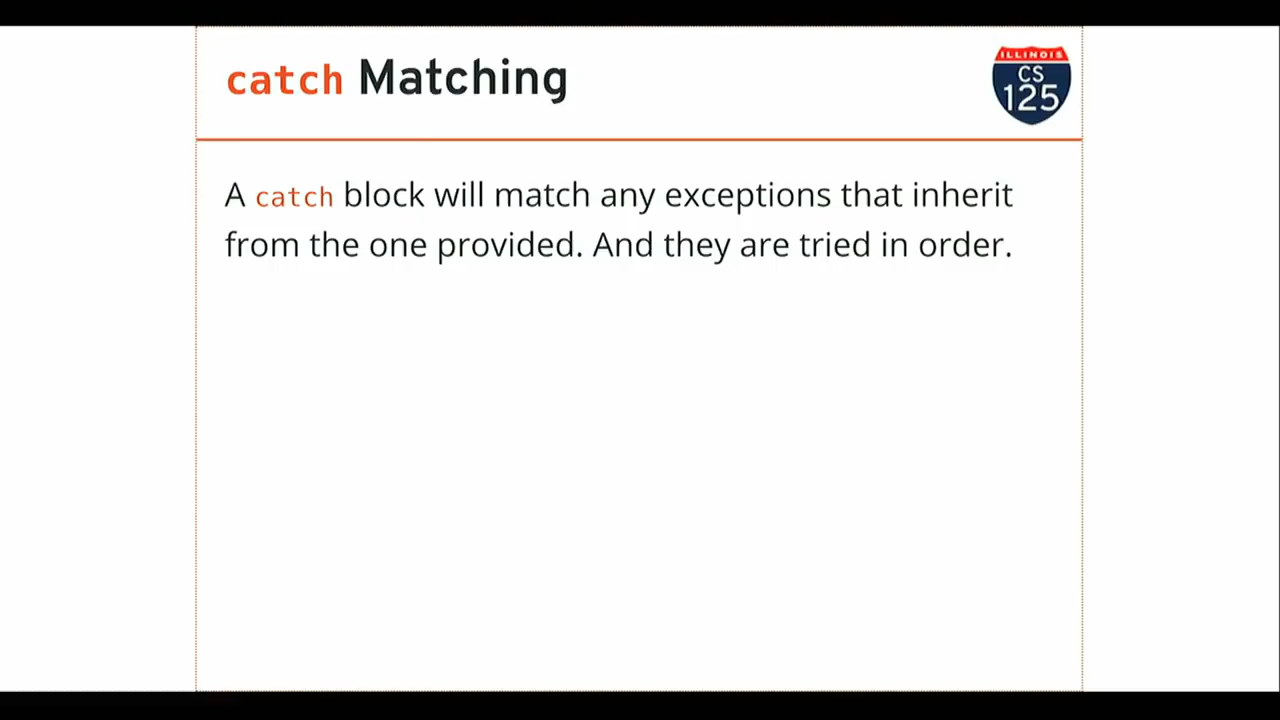 catch Matching
ILLINOIS
CS
125
A catch block will match any exceptions that inherit
from the one provided. And they are tried in order.